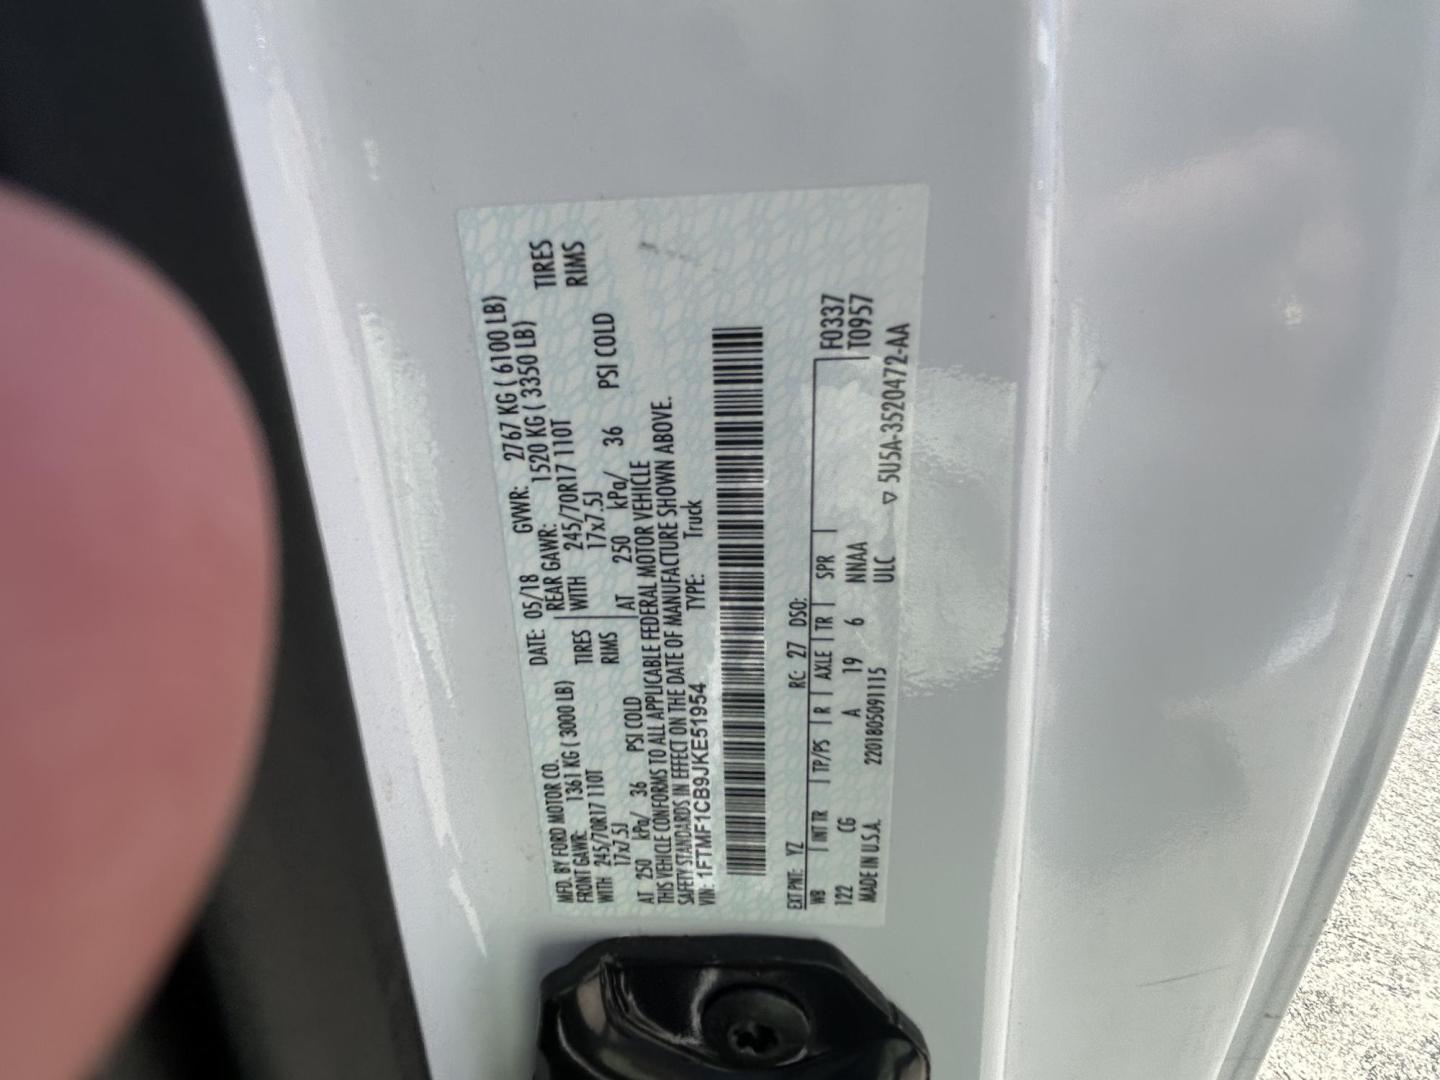 MFD. BY FORD MOTOR CO. DATE: 05/18 GVWR: 2767 KG ( 6100 LB)
FRONT GAWR: 1361 KG ( 3000 LB) REAR GAWR: 1520 KG ( 3350 LB)
WITH 245/70R17 110T TIRES WITH 245/70R17 110T TIRES
17x7.5J RIMS 17x7.5J RIMS
AT 250 kPa/ 36 PSI COLD AT 250 kPa/ 36 PSI COLD
THIS VEHICLE CONFORMS TO ALL APPLICABLE FEDERAL MOTOR VEHICLE
SAFETY STANDARDS IN EFFECT ON THE DATE OF MANUFACTURE SHOWN ABOVE.
VIN: 1FTMF1CB9JKE51954 TYPE: Truck
EXT PNT: YZ RC: 27 DSO: F0337
WB | INT TR | TP/PS | R | AXLE | TR | SPR | T0957
122 CG A 19 6 NNAA
MADE IN U.S.A. 2201805091115 ULC ▽ 5U5A-3520472-AA